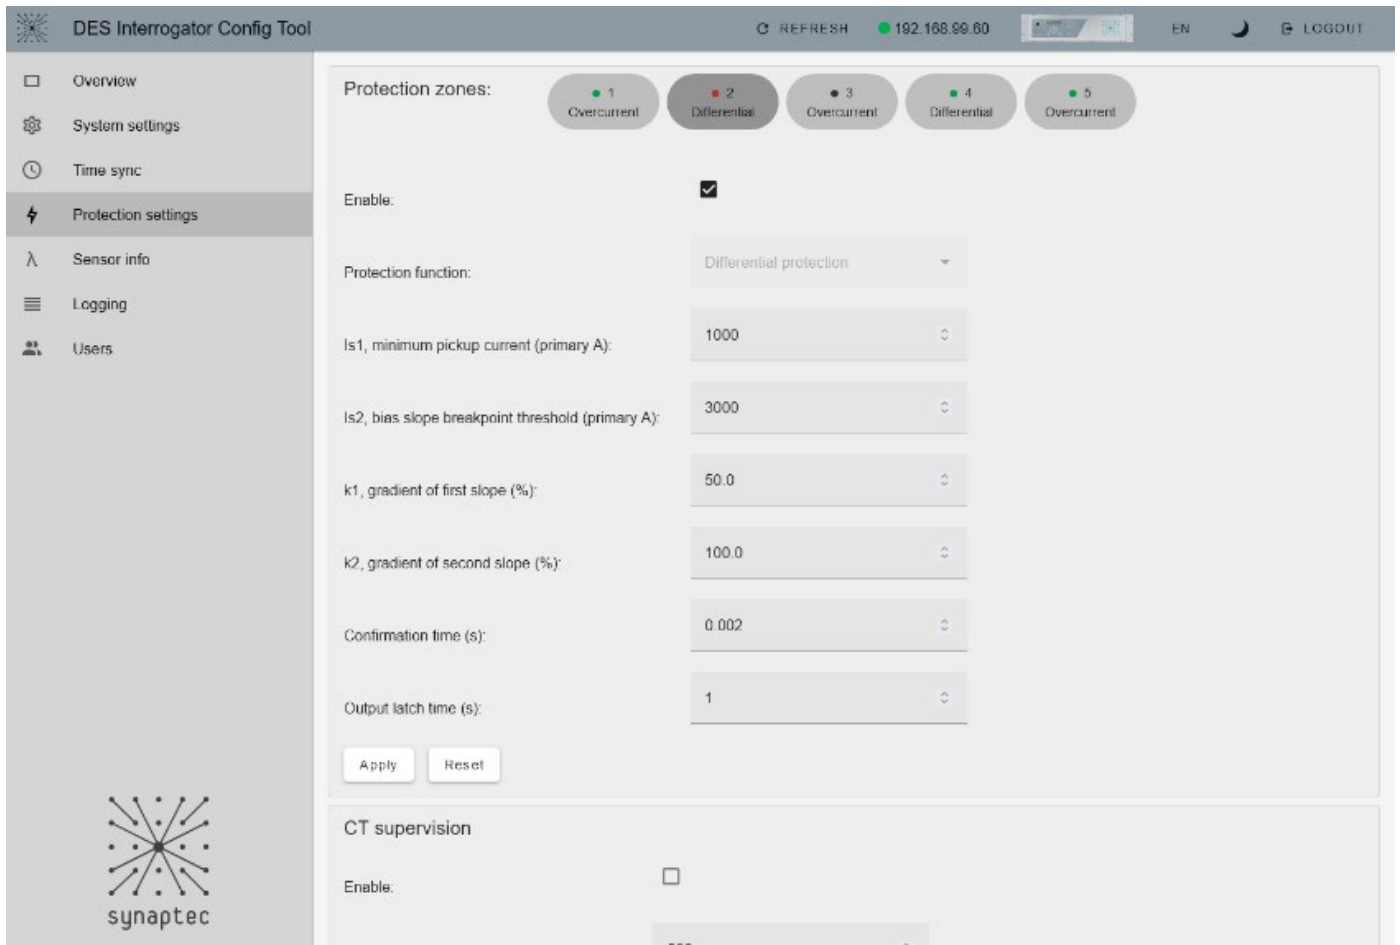 DES Interrogator Config Tool
REFRESH
192.168.99.60
EN
LOGOUT
Overview
System settings
Time sync
Protection settings
λ Sensor info
Logging
Users
synaptec
Protection zones:
1 Overcurrent
2 Differential
3 Overcurrent
4 Differential
5 Overcurrent
Enable:
Protection function: Differential protection
Is1, minimum pickup current (primary A): 1000
Is2, bias slope breakpoint threshold (primary A): 3000
k1, gradient of first slope (%): 50.0
k2, gradient of second slope (%): 100.0
Confirmation time (s): 0.002
Output latch time (s): 1
Apply
Reset
CT supervision
Enable: